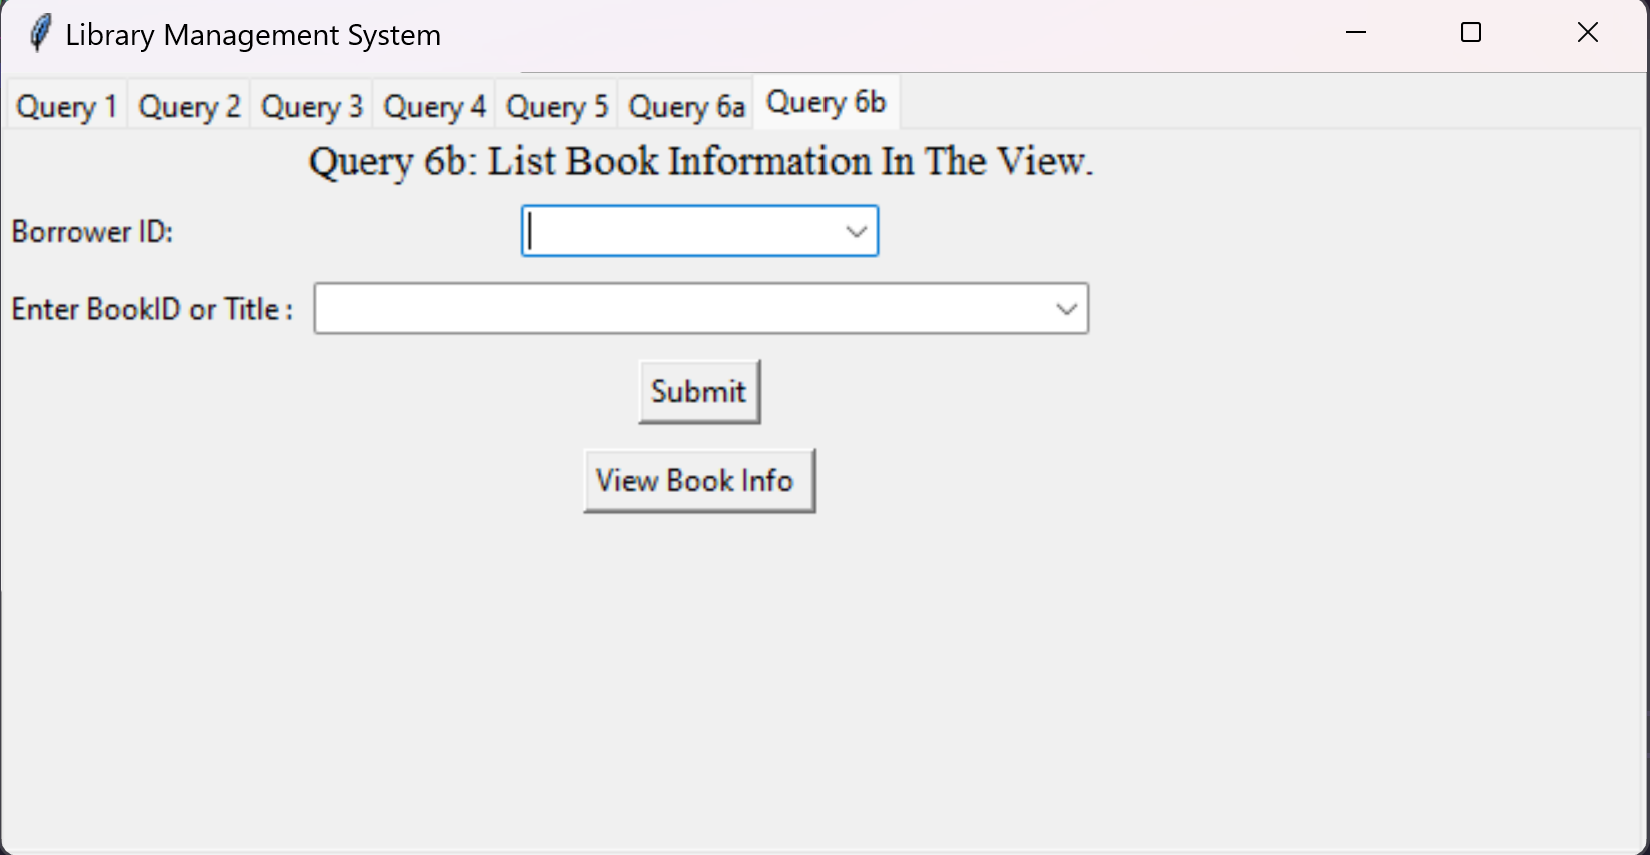 Library Management System
Query 1 Query 2 Query 3 Query 4 Query 5 Query 6a Query 6b
Query 6b: List Book Information In The View.
Borrower ID:
Enter BookID or Title :
Submit
View Book Info